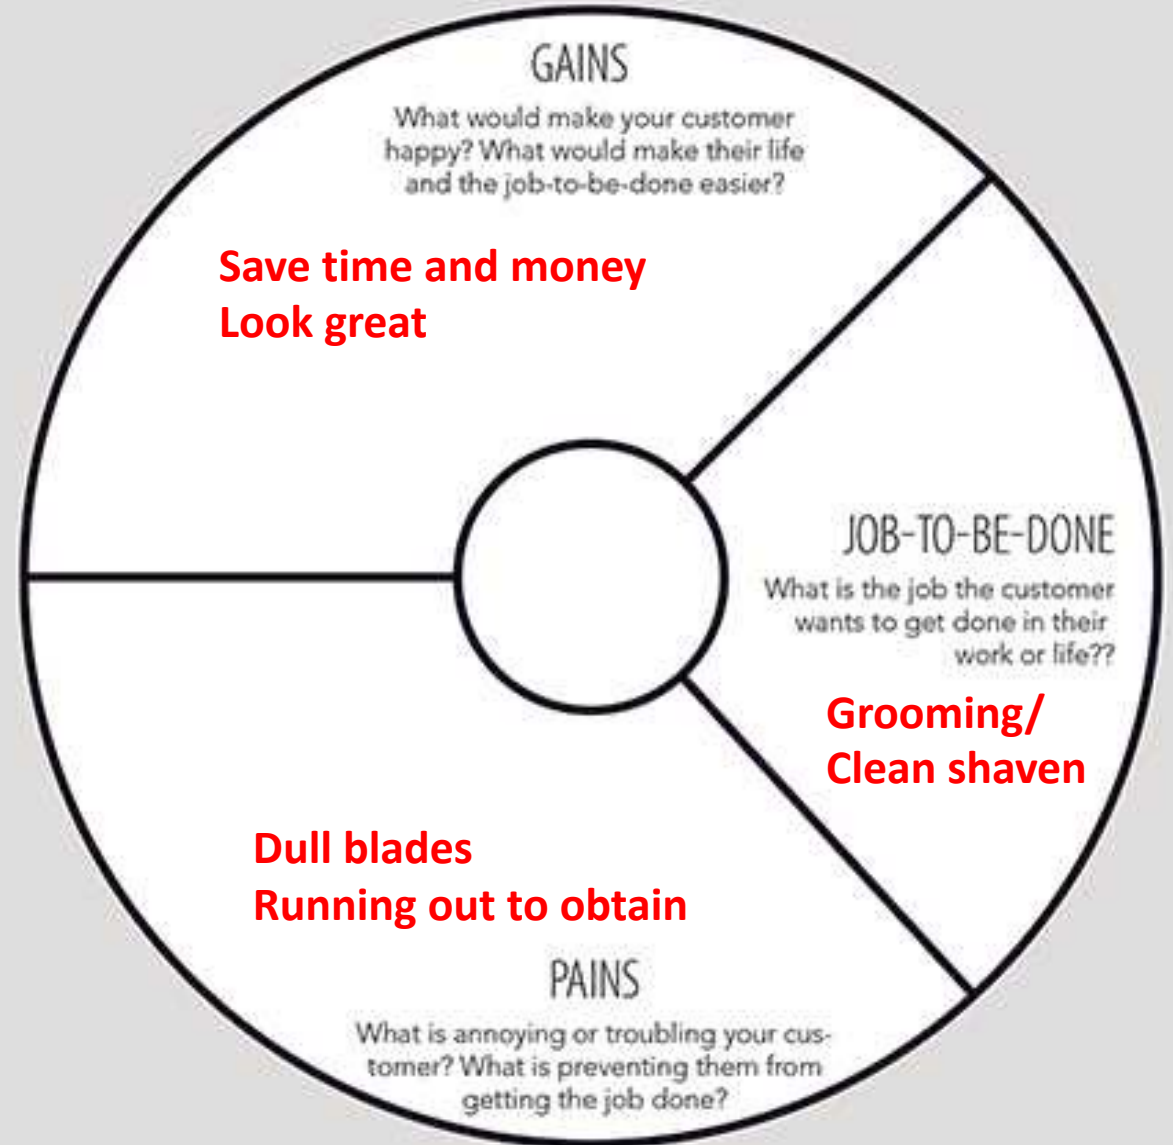 GAINS
What would make your customer
happy? What would make their life
and the job-to-be-done easier?
Save time and money
Look great
JOB-TO-BE-DONE
What is the job the customer
wants to get done in their
work or life??
Grooming/
Clean shaven
Dull blades
Running out to obtain
PAINS
What is annoying or troubling your cus-
tomer? What is preventing them from
getting the job done?